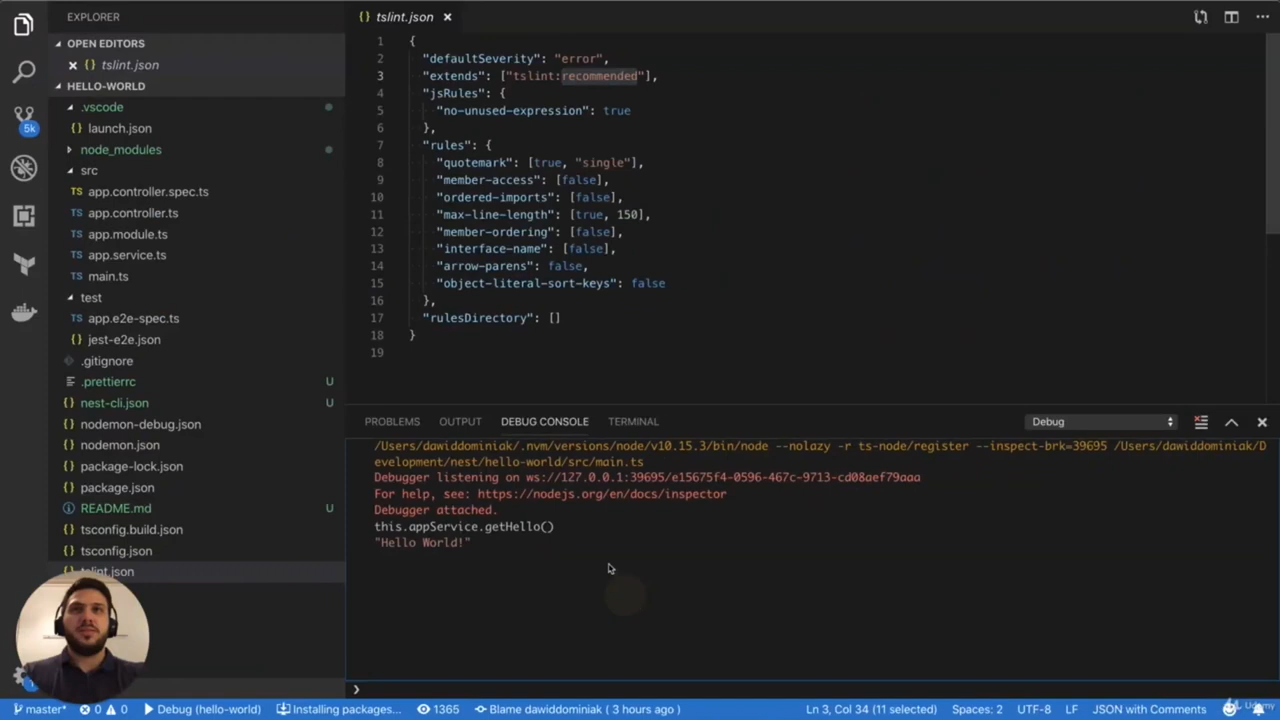 EXPLORER
OPEN EDITORS
{} tslint.json
HELLO-WORLD
.vscode
{} launch.json
node_modules
src
TS app.controller.spec.ts
TS app.controller.ts
TS app.module.ts
TS app.service.ts
TS main.ts
test
TS app.e2e-spec.ts
{} jest-e2e.json
.gitignore
.prettierrc U
{} nest-cli.json U
{} nodemon-debug.json
{} nodemon.json
{} package-lock.json
{} package.json
README.md U
{} tsconfig.build.json
{} tsconfig.json
tslint.json
5k
{} tslint.json
1 {
2 "defaultSeverity": "error",
3 "extends": ["tslint:recommended"],
4 "jsRules": {
5 "no-unused-expression": true
6 },
7 "rules": {
8 "quotemark": [true, "single"],
9 "member-access": [false],
10 "ordered-imports": [false],
11 "max-line-length": [true, 150],
12 "member-ordering": [false],
13 "interface-name": [false],
14 "arrow-parens": false,
15 "object-literal-sort-keys": false
16 },
17 "rulesDirectory": []
18 }
19
PROBLEMS OUTPUT DEBUG CONSOLE TERMINAL Debug
/Users/dawiddominiak/.nvm/versions/node/v10.15.3/bin/node --nolazy -r ts-node/register --inspect-brk=39695 /Users/dawiddominiak/D
evelopment/nest/hello-world/src/main.ts
Debugger listening on ws://127.0.0.1:39695/e15675f4-0596-467c-9713-cd08aef79aaa
For help, see: https://nodejs.org/en/docs/inspector
Debugger attached.
this.appService.getHello()
"Hello World!"
master* 0 0 Debug (hello-world) Installing packages... 1365 Blame dawiddominiak ( 3 hours ago ) Ln 3, Col 34 (11 selected) Spaces: 2 UTF-8 LF JSON with Comments
Udemy